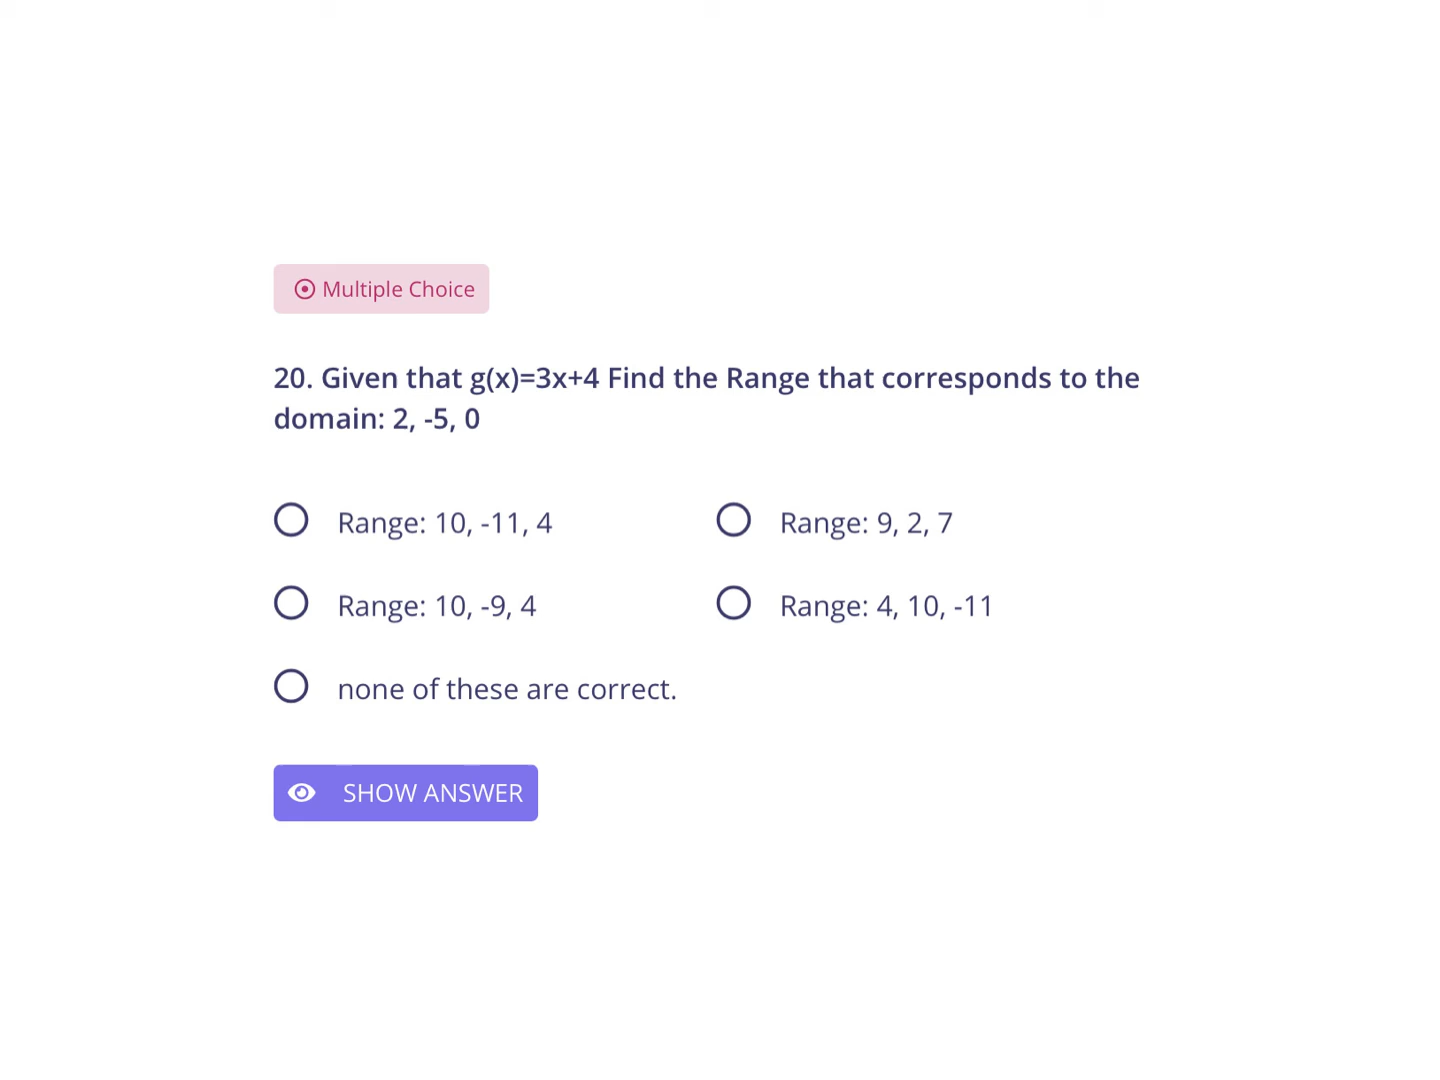 Multiple Choice
20. Given that g(x)=3x+4 Find the Range that corresponds to the
domain: 2, -5, 0
Range: 10, -11, 4
Range: 9, 2, 7
Range: 10, -9, 4
Range: 4, 10, -11
none of these are correct.
SHOW ANSWER